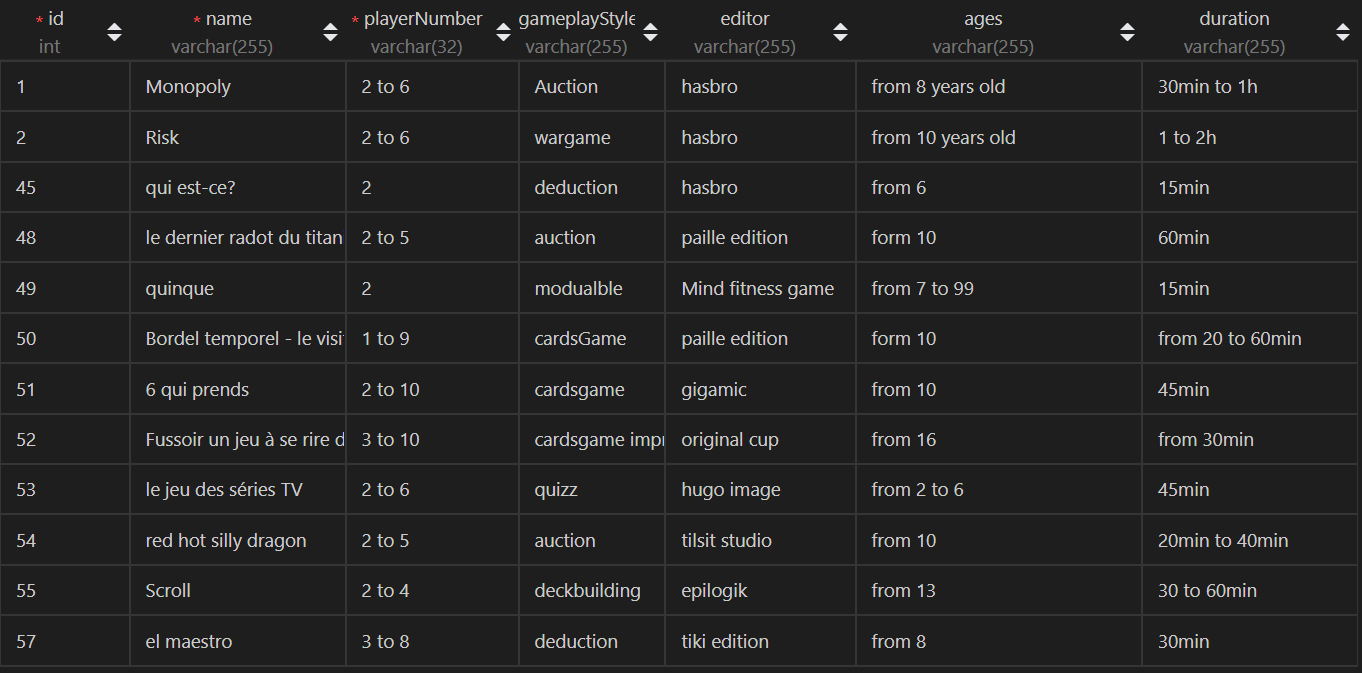 * id * name * playerNumber gameplayStyle editor ages duration
int varchar(255) varchar(32) varchar(255) varchar(255) varchar(255) varchar(255)
1 Monopoly 2 to 6 Auction hasbro from 8 years old 30min to 1h
2 Risk 2 to 6 wargame hasbro from 10 years old 1 to 2h
45 qui est-ce? 2 deduction hasbro from 6 15min
48 le dernier radot du titan 2 to 5 auction paille edition form 10 60min
49 quinque 2 modualble Mind fitness game from 7 to 99 15min
50 Bordel temporel - le visi 1 to 9 cardsGame paille edition form 10 from 20 to 60min
51 6 qui prends 2 to 10 cardsgame gigamic from 10 45min
52 Fussoir un jeu à se rire d 3 to 10 cardsgame impr original cup from 16 from 30min
53 le jeu des séries TV 2 to 6 quizz hugo image from 2 to 6 45min
54 red hot silly dragon 2 to 5 auction tilsit studio from 10 20min to 40min
55 Scroll 2 to 4 deckbuilding epilogik from 13 30 to 60min
57 el maestro 3 to 8 deduction tiki edition from 8 30min